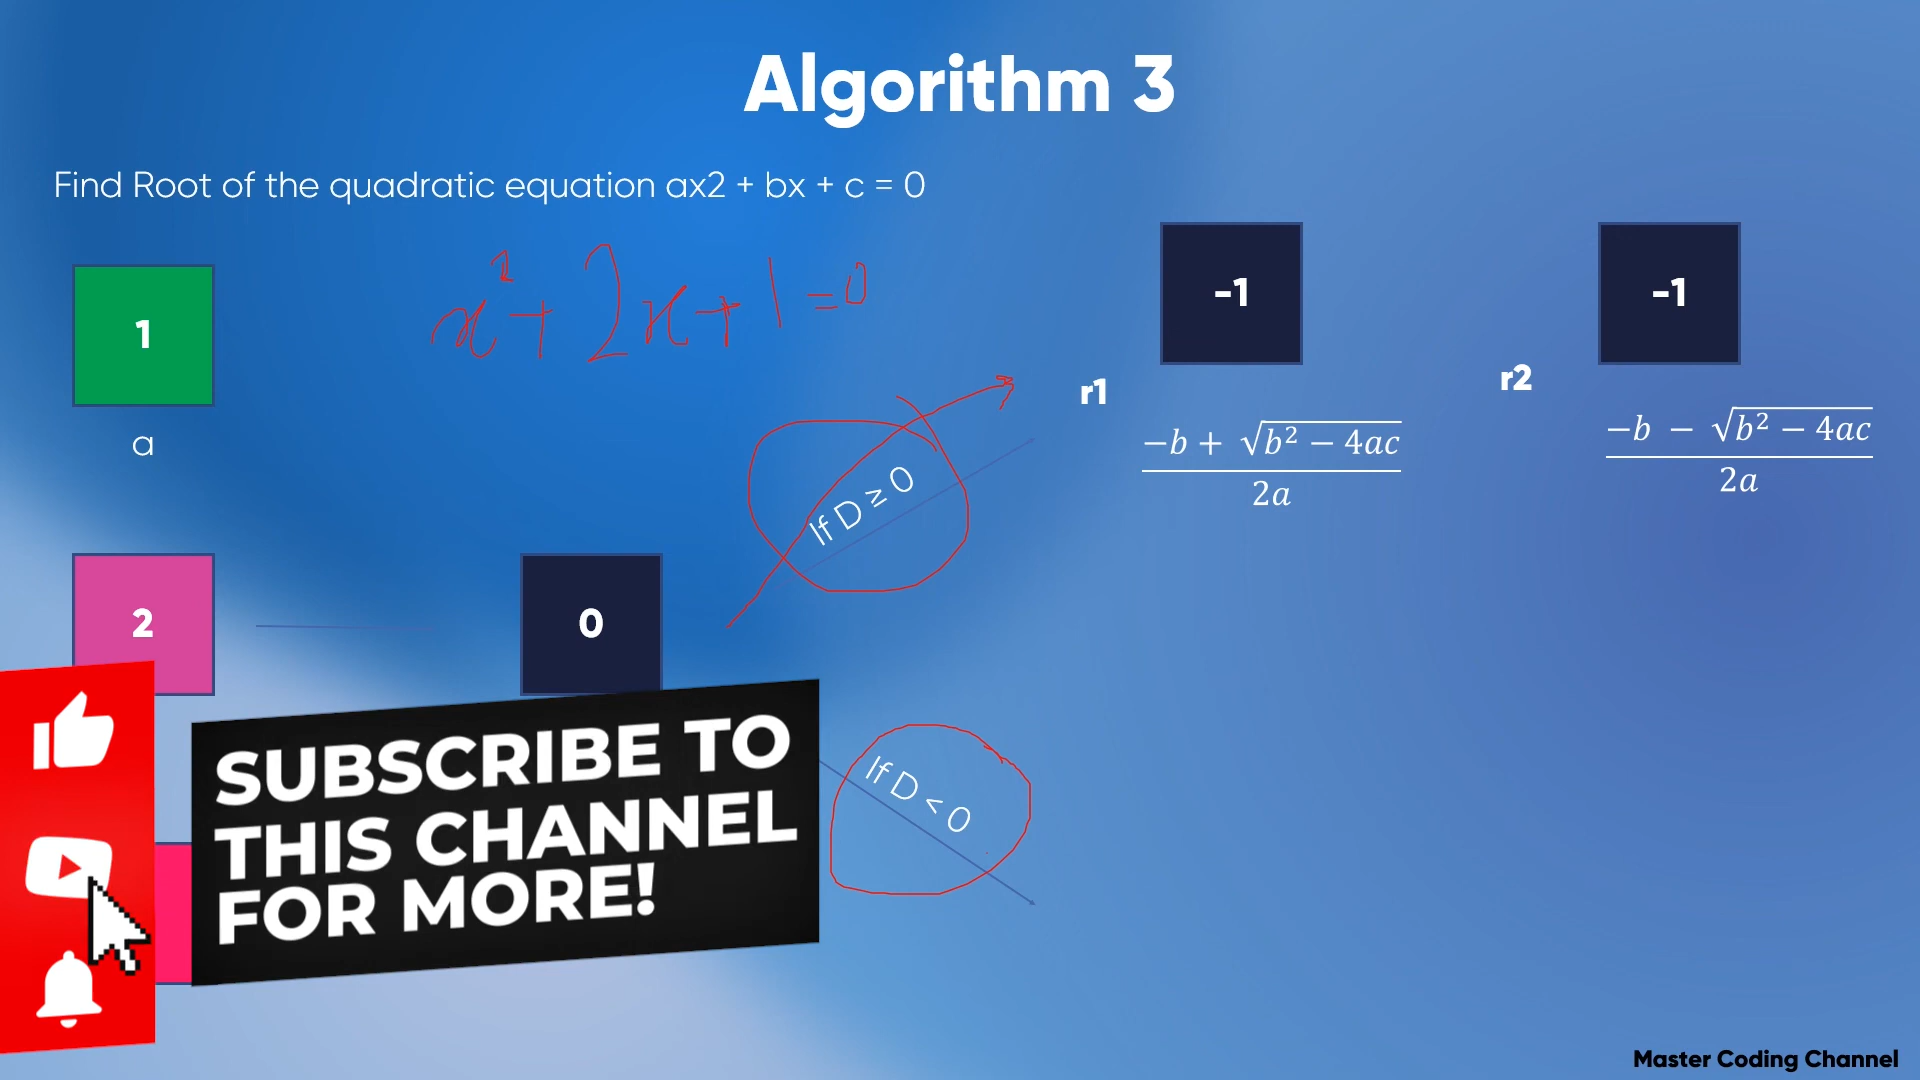 Algorithm 3
Find Root of the quadratic equation ax2 + bx + c = 0
1
a
x² + 2x + 1 = 0
-1
r1
−b + √b² − 4ac
2a
-1
r2
−b − √b² − 4ac
2a
If D ≥ 0
2
0
If D < 0
SUBSCRIBE TO
THIS CHANNEL
FOR MORE!
Master Coding Channel